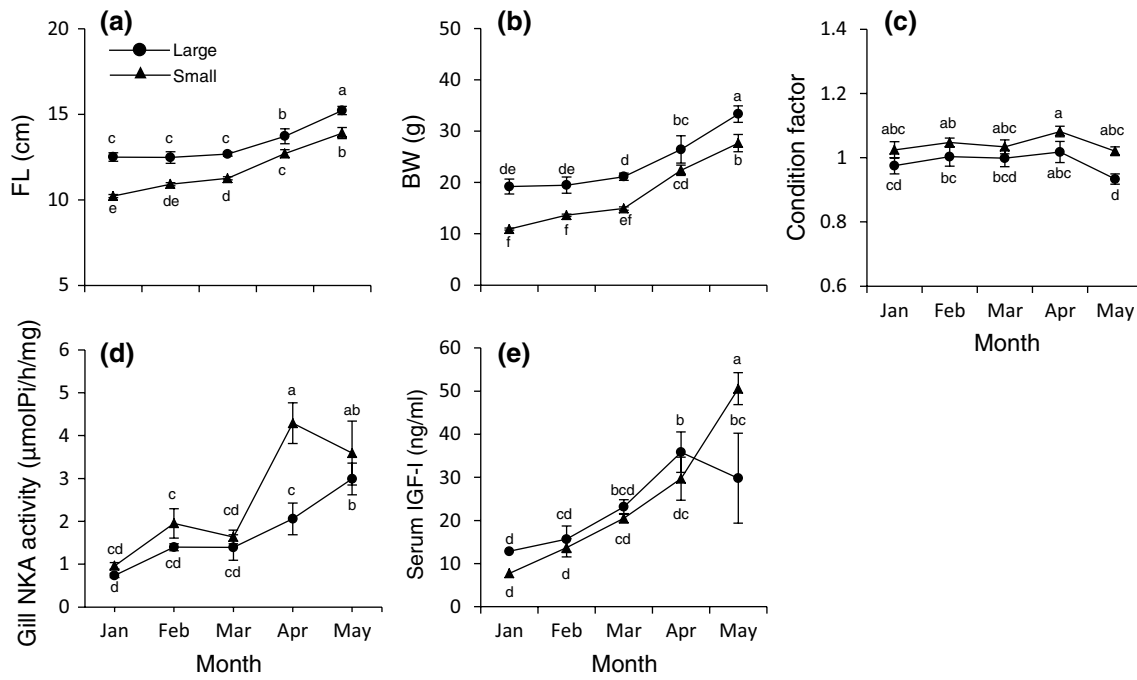 (a)
20
15
10
5
FL (cm)
Large
Small
c c c b a
e de d c b
(b)
50
40
30
20
10
0
BW (g)
de de d bc a
f f ef cd b
(c)
1.4
1.2
1
0.8
0.6
Condition factor
abc ab abc a abc
cd bc bcd abc d
Jan Feb Mar Apr May
Month
(d)
6
5
4
3
2
1
0
Gill NKA activity (μmolPi/h/mg)
cd c cd a ab
d cd cd c b
Jan Feb Mar Apr May
Month
(e)
60
50
40
30
20
10
0
Serum IGF-I (ng/ml)
d cd bcd b a
d d cd dc bc
Jan Feb Mar Apr May
Month